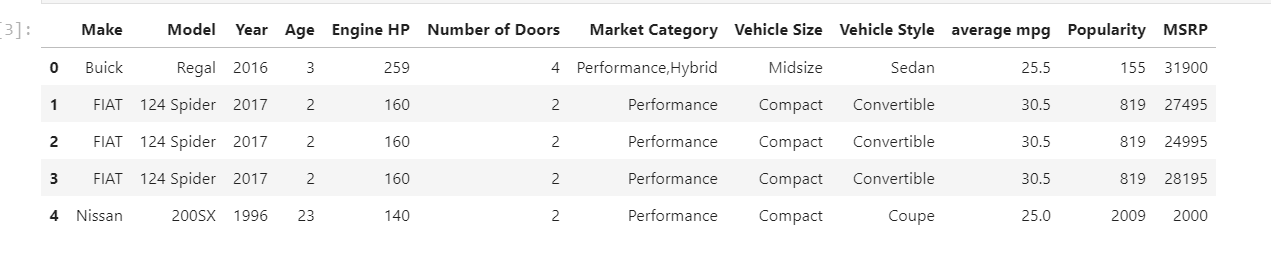 [3]: Make Model Year Age Engine HP Number of Doors Market Category Vehicle Size Vehicle Style average mpg Popularity MSRP
0 Buick Regal 2016 3 259 4 Performance,Hybrid Midsize Sedan 25.5 155 31900
1 FIAT 124 Spider 2017 2 160 2 Performance Compact Convertible 30.5 819 27495
2 FIAT 124 Spider 2017 2 160 2 Performance Compact Convertible 30.5 819 24995
3 FIAT 124 Spider 2017 2 160 2 Performance Compact Convertible 30.5 819 28195
4 Nissan 200SX 1996 23 140 2 Performance Compact Coupe 25.0 2009 2000